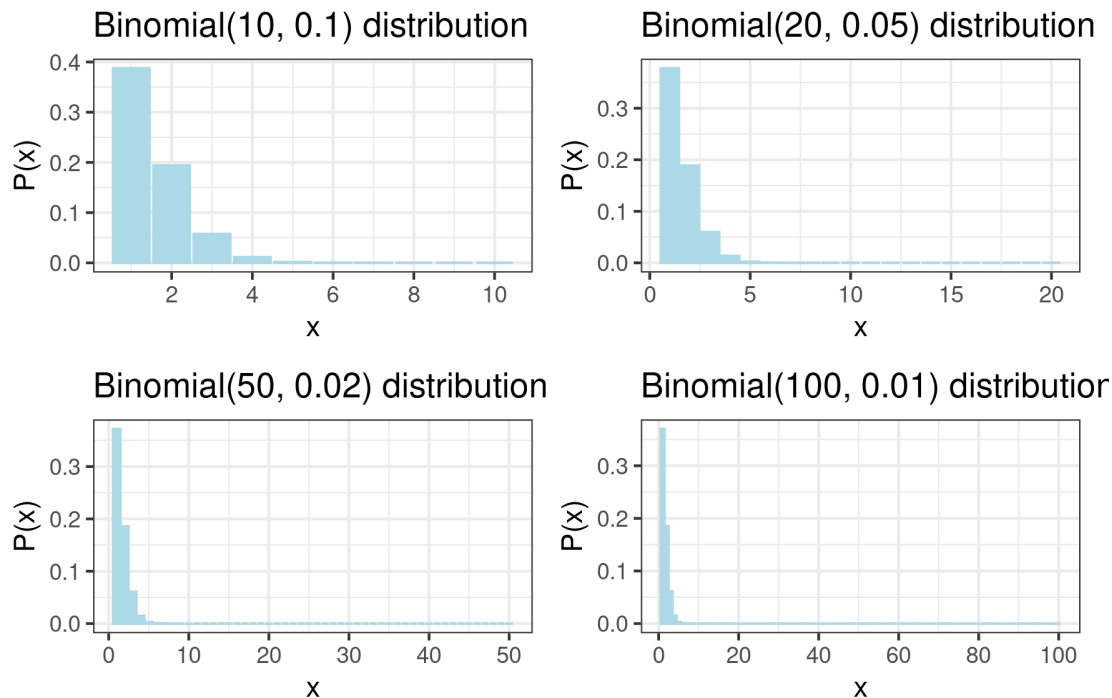 Binomial(10, 0.1) distribution
0.4
0.3
0.2
0.1
0.0
P(x)
2 4 6 8 10
x
Binomial(20, 0.05) distribution
0.3
0.2
0.1
0.0
P(x)
0 5 10 15 20
x
Binomial(50, 0.02) distribution
0.3
0.2
0.1
0.0
P(x)
0 10 20 30 40 50
x
Binomial(100, 0.01) distribution
0.3
0.2
0.1
0.0
P(x)
0 20 40 60 80 100
x